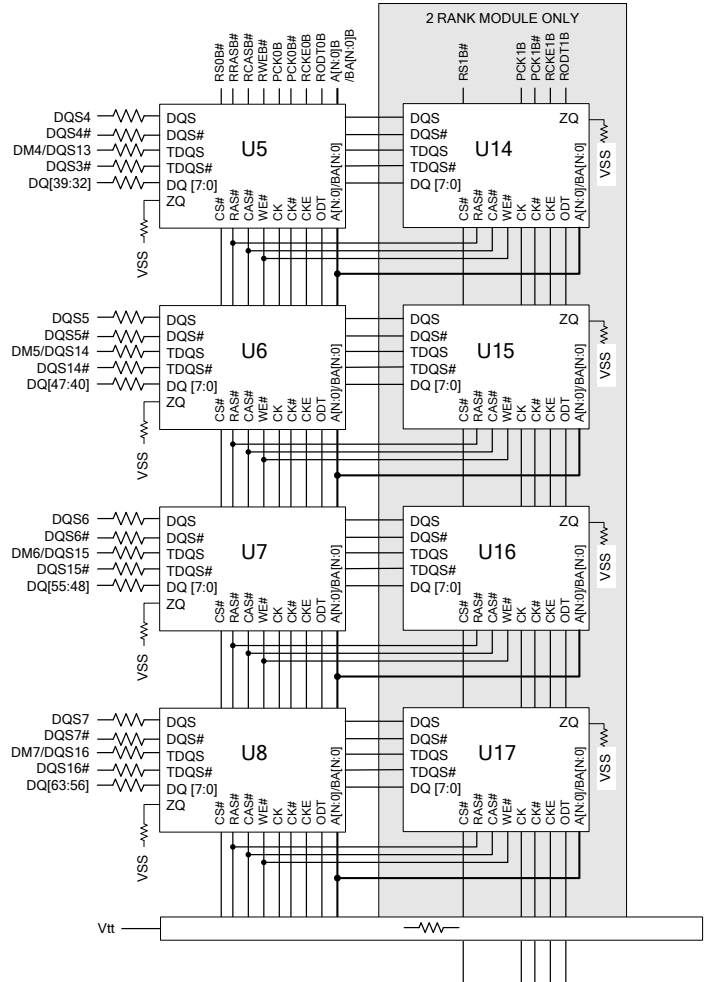 2 RANK MODULE ONLY
RS0B#
RRASB#
RCASB#
RWEB#
PCK0B
PCK0B#
RCKE0B
RODT0B
A[N:0]B
/BA[N:0]B
RS1B#
PCK1B
PCK1B#
RCKE1B
RODT1B
DQS4
DQS4#
DM4/DQS13
DQS3#
DQ[39:32]
VSS
DQS
DQS#
TDQS
TDQS#
DQ [7:0]
ZQ
U5
CS#
RAS#
CAS#
WE#
CK
CK#
CKE
ODT
A[N:0]/BA[N:0]
DQS
DQS#
TDQS
TDQS#
DQ [7:0]
ZQ
U14
CS#
RAS#
CAS#
WE#
CK
CK#
CKE
ODT
A[N:0]/BA[N:0]
VSS
DQS5
DQS5#
DM5/DQS14
DQS14#
DQ[47:40]
VSS
DQS
DQS#
TDQS
TDQS#
DQ [7:0]
ZQ
U6
CS#
RAS#
CAS#
WE#
CK
CK#
CKE
ODT
A[N:0]/BA[N:0]
DQS
DQS#
TDQS
TDQS#
DQ [7:0]
ZQ
U15
CS#
RAS#
CAS#
WE#
CK
CK#
CKE
ODT
A[N:0]/BA[N:0]
VSS
DQS6
DQS6#
DM6/DQS15
DQS15#
DQ[55:48]
VSS
DQS
DQS#
TDQS
TDQS#
DQ [7:0]
ZQ
U7
CS#
RAS#
CAS#
WE#
CK
CK#
CKE
ODT
A[N:0]/BA[N:0]
DQS
DQS#
TDQS
TDQS#
DQ [7:0]
ZQ
U16
CS#
RAS#
CAS#
WE#
CK
CK#
CKE
ODT
A[N:0]/BA[N:0]
VSS
DQS7
DQS7#
DM7/DQS16
DQS16#
DQ[63:56]
VSS
DQS
DQS#
TDQS
TDQS#
DQ [7:0]
ZQ
U8
CS#
RAS#
CAS#
WE#
CK
CK#
CKE
ODT
A[N:0]/BA[N:0]
DQS
DQS#
TDQS
TDQS#
DQ [7:0]
ZQ
U17
CS#
RAS#
CAS#
WE#
CK
CK#
CKE
ODT
A[N:0]/BA[N:0]
VSS
Vtt